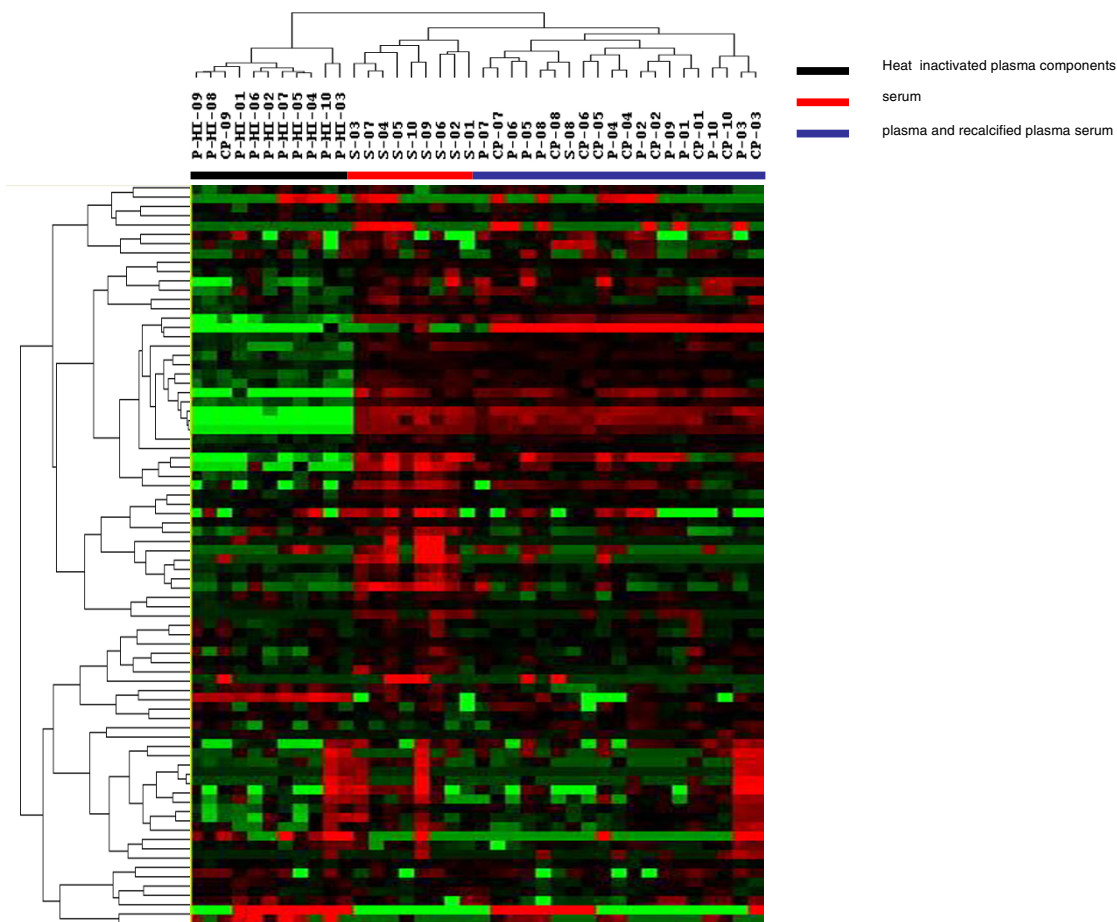 Heat inactivated plasma components
serum
plasma and recalcified plasma serum
P-HI-09
P-HI-08
CP-09
P-HI-01
P-HI-06
P-HI-02
P-HI-07
P-HI-05
P-HI-04
P-HI-10
P-HI-03
S-03
S-07
S-04
S-05
S-10
S-09
S-06
S-02
S-01
P-07
CP-07
P-06
P-05
P-08
CP-08
S-08
CP-06
CP-05
P-04
CP-04
P-02
CP-02
P-09
P-01
CP-01
P-10
CP-10
P-03
CP-03